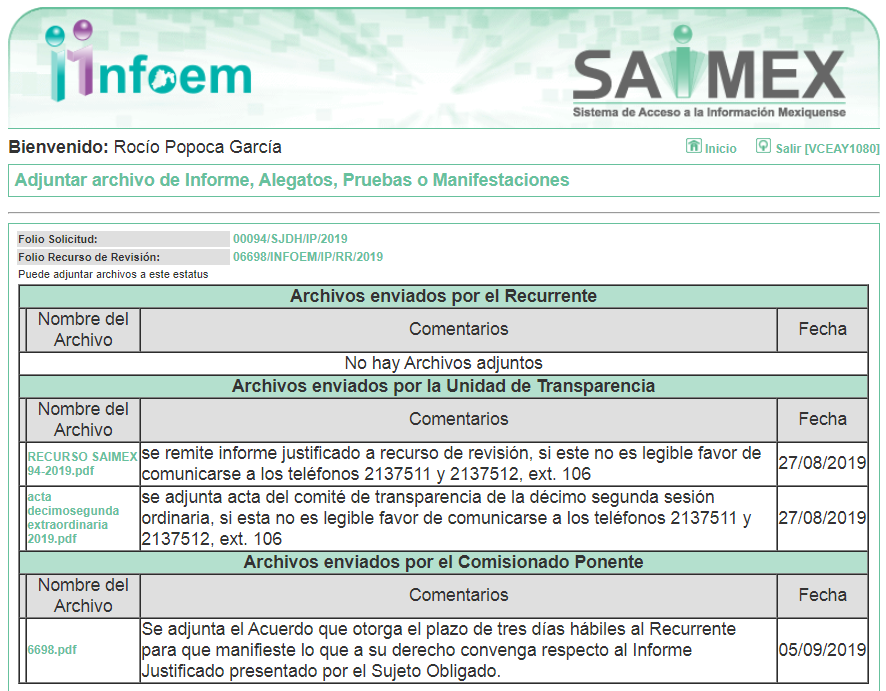 infoem
SAIMEX
Sistema de Acceso a la Información Mexiquense
Bienvenido: Rocío Popoca García
Inicio
Salir [VCEAY1080]
Adjuntar archivo de Informe, Alegatos, Pruebas o Manifestaciones
Folio Solicitud: 00094/SJDH/IP/2019
Folio Recurso de Revisión: 06698/INFOEM/IP/RR/2019
Puede adjuntar archivos a este estatus
Archivos enviados por el Recurrente
Nombre del
Archivo
Comentarios
Fecha
No hay Archivos adjuntos
Archivos enviados por la Unidad de Transparencia
Nombre del
Archivo
Comentarios
Fecha
RECURSO SAIMEX
94-2019.pdf
se remite informe justificado a recurso de revisión, si este no es legible favor de
comunicarse a los teléfonos 2137511 y 2137512, ext. 106
27/08/2019
acta
decimosegunda
extraordinaria
2019.pdf
se adjunta acta del comité de transparencia de la décimo segunda sesión
ordinaria, si esta no es legible favor de comunicarse a los teléfonos 2137511 y
2137512, ext. 106
27/08/2019
Archivos enviados por el Comisionado Ponente
Nombre del
Archivo
Comentarios
Fecha
6698.pdf
Se adjunta el Acuerdo que otorga el plazo de tres días hábiles al Recurrente
para que manifieste lo que a su derecho convenga respecto al Informe
Justificado presentado por el Sujeto Obligado.
05/09/2019